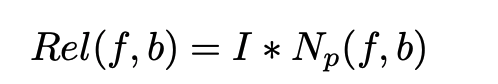 Rel(f, b) = I * N_p(f, b)